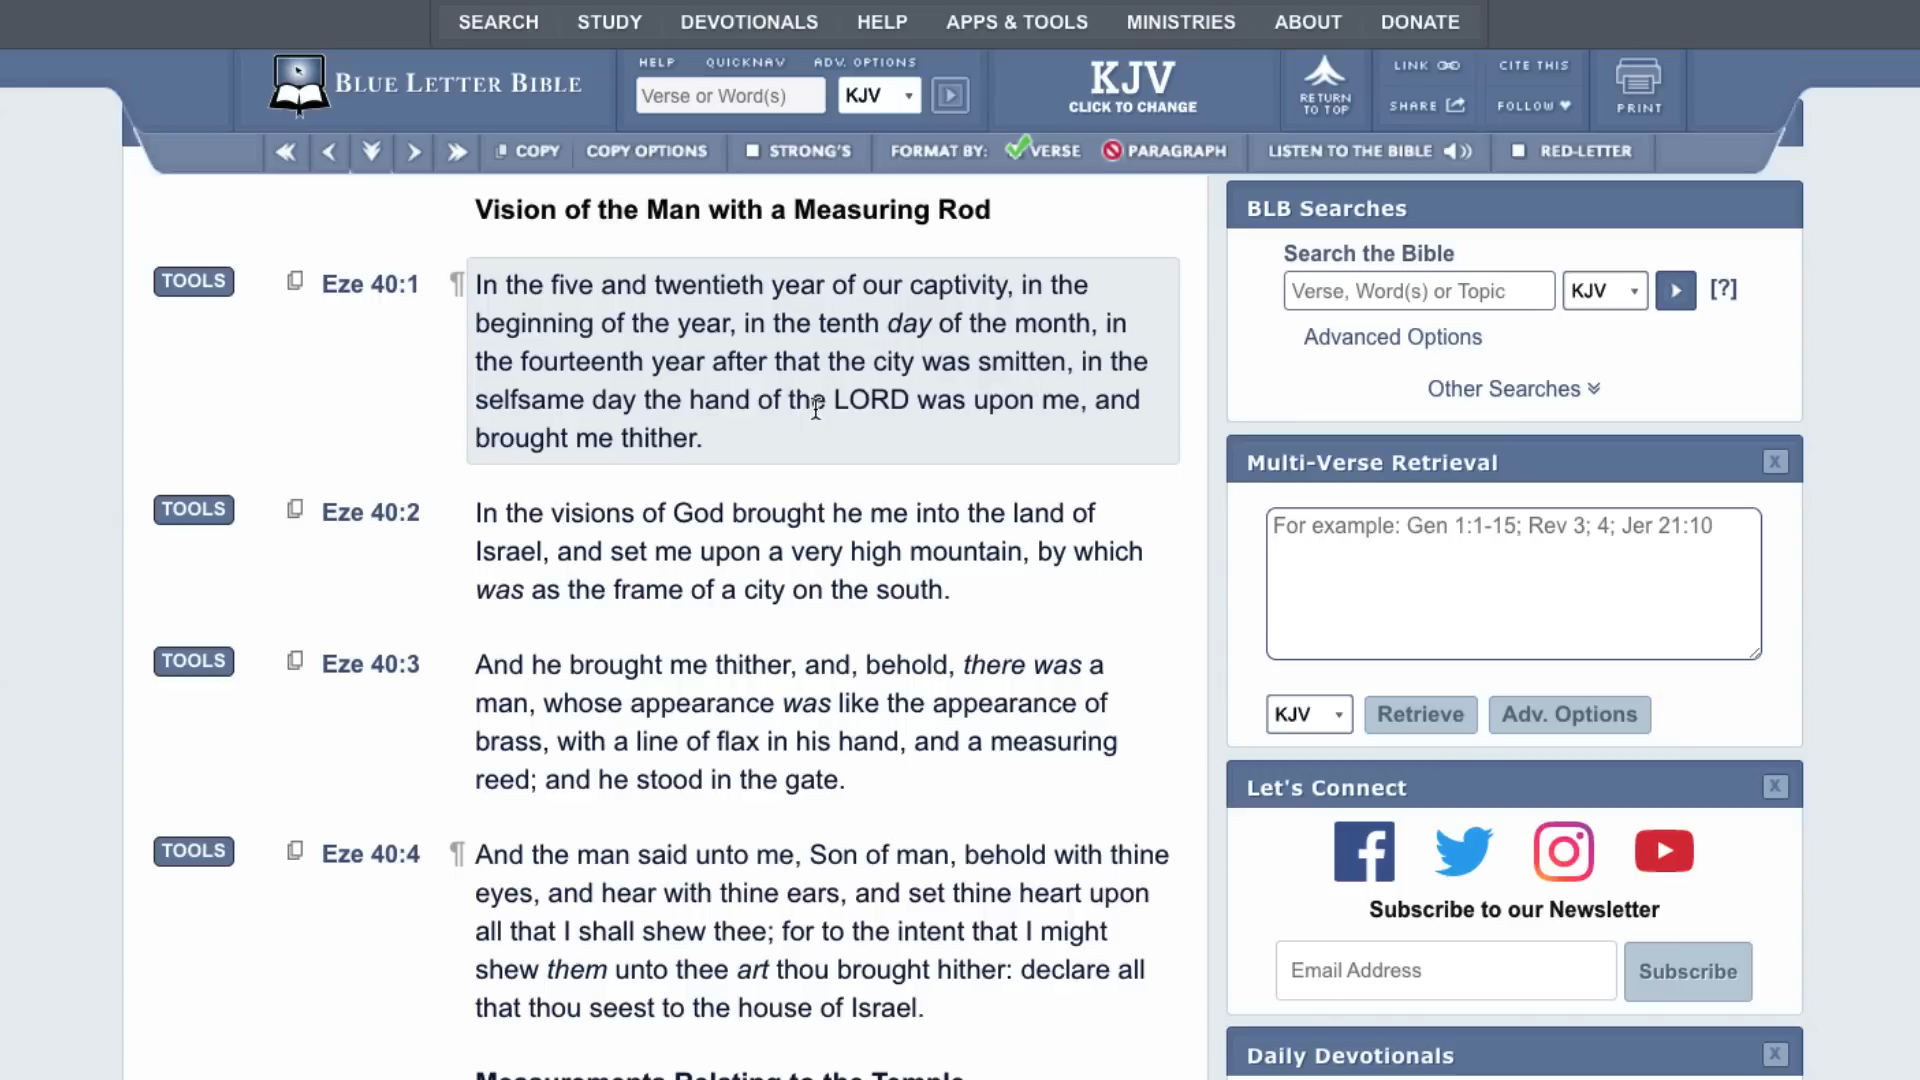 SEARCH STUDY DEVOTIONALS HELP APPS & TOOLS MINISTRIES ABOUT DONATE
BLUE LETTER BIBLE
HELP QUICKNAV ADV. OPTIONS
Verse or Word(s) KJV
KJV
CLICK TO CHANGE
RETURN
TO TOP
LINK
SHARE
CITE THIS
FOLLOW
PRINT
COPY COPY OPTIONS STRONG'S FORMAT BY: VERSE PARAGRAPH LISTEN TO THE BIBLE RED-LETTER
Vision of the Man with a Measuring Rod
TOOLS Eze 40:1 ¶ In the five and twentieth year of our captivity, in the
beginning of the year, in the tenth day of the month, in
the fourteenth year after that the city was smitten, in the
selfsame day the hand of the LORD was upon me, and
brought me thither.
TOOLS Eze 40:2 In the visions of God brought he me into the land of
Israel, and set me upon a very high mountain, by which
was as the frame of a city on the south.
TOOLS Eze 40:3 And he brought me thither, and, behold, there was a
man, whose appearance was like the appearance of
brass, with a line of flax in his hand, and a measuring
reed; and he stood in the gate.
TOOLS Eze 40:4 ¶ And the man said unto me, Son of man, behold with thine
eyes, and hear with thine ears, and set thine heart upon
all that I shall shew thee; for to the intent that I might
shew them unto thee art thou brought hither: declare all
that thou seest to the house of Israel.
Measurements Relating to the Temple
BLB Searches
Search the Bible
Verse, Word(s) or Topic KJV [?]
Advanced Options
Other Searches
Multi-Verse Retrieval X
For example: Gen 1:1-15; Rev 3; 4; Jer 21:10
KJV Retrieve Adv. Options
Let's Connect X
Subscribe to our Newsletter
Email Address Subscribe
Daily Devotionals X